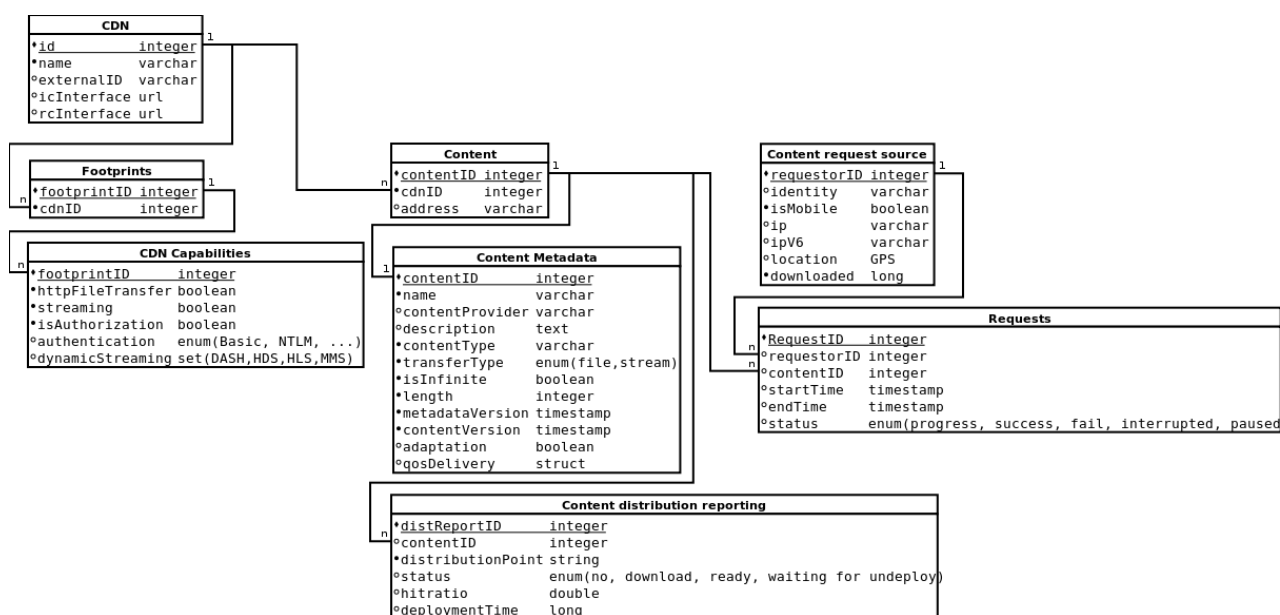 CDN
id integer
name varchar
externalID varchar
icInterface url
rcInterface url
1
n
Footprints
footprintID integer
cdnID integer
1
n
CDN Capabilities
footprintID integer
httpFileTransfer boolean
streaming boolean
isAuthorization boolean
authentication enum(Basic, NTLM, ...)
dynamicStreaming set(DASH,HDS,HLS,MMS)
n
Content
contentID integer
cdnID integer
address varchar
1
n
Content Metadata
contentID integer
name varchar
contentProvider varchar
description text
contentType varchar
transferType enum(file,stream)
isInfinite boolean
length integer
metadataVersion timestamp
contentVersion timestamp
adaptation boolean
qosDelivery struct
1
Content request source
requestorID integer
identity varchar
isMobile boolean
ip varchar
ipV6 varchar
location GPS
downloaded long
1
Requests
RequestID integer
requestorID integer
contentID integer
startTime timestamp
endTime timestamp
status enum(progress, success, fail, interrupted, paused
n
n
Content distribution reporting
distReportID integer
contentID integer
distributionPoint string
status enum(no, download, ready, waiting for undeploy)
hitratio double
deploymentTime long
n